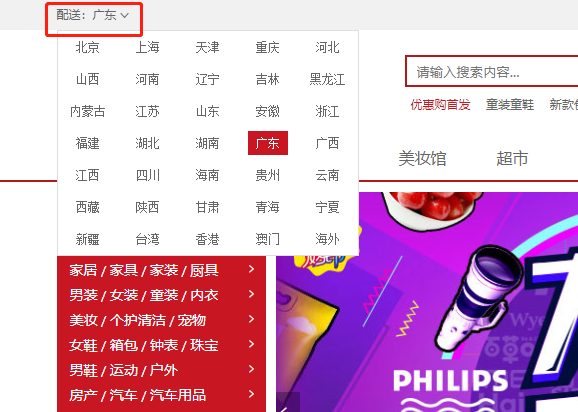 配送：广东
北京 上海 天津 重庆 河北
山西 河南 辽宁 吉林 黑龙江
内蒙古 江苏 山东 安徽 浙江
福建 湖北 湖南 广东 广西
江西 四川 海南 贵州 云南
西藏 陕西 甘肃 青海 宁夏
新疆 台湾 香港 澳门 海外
请输入搜索内容...
优惠购首发 童装童鞋
美妆馆 超市
家居 / 家具 / 家装 / 厨具
男装 / 女装 / 童装 / 内衣
美妆 / 个护清洁 / 宠物
女鞋 / 箱包 / 钟表 / 珠宝
男鞋 / 运动 / 户外
房产 / 汽车 / 汽车用品
PHILIPS